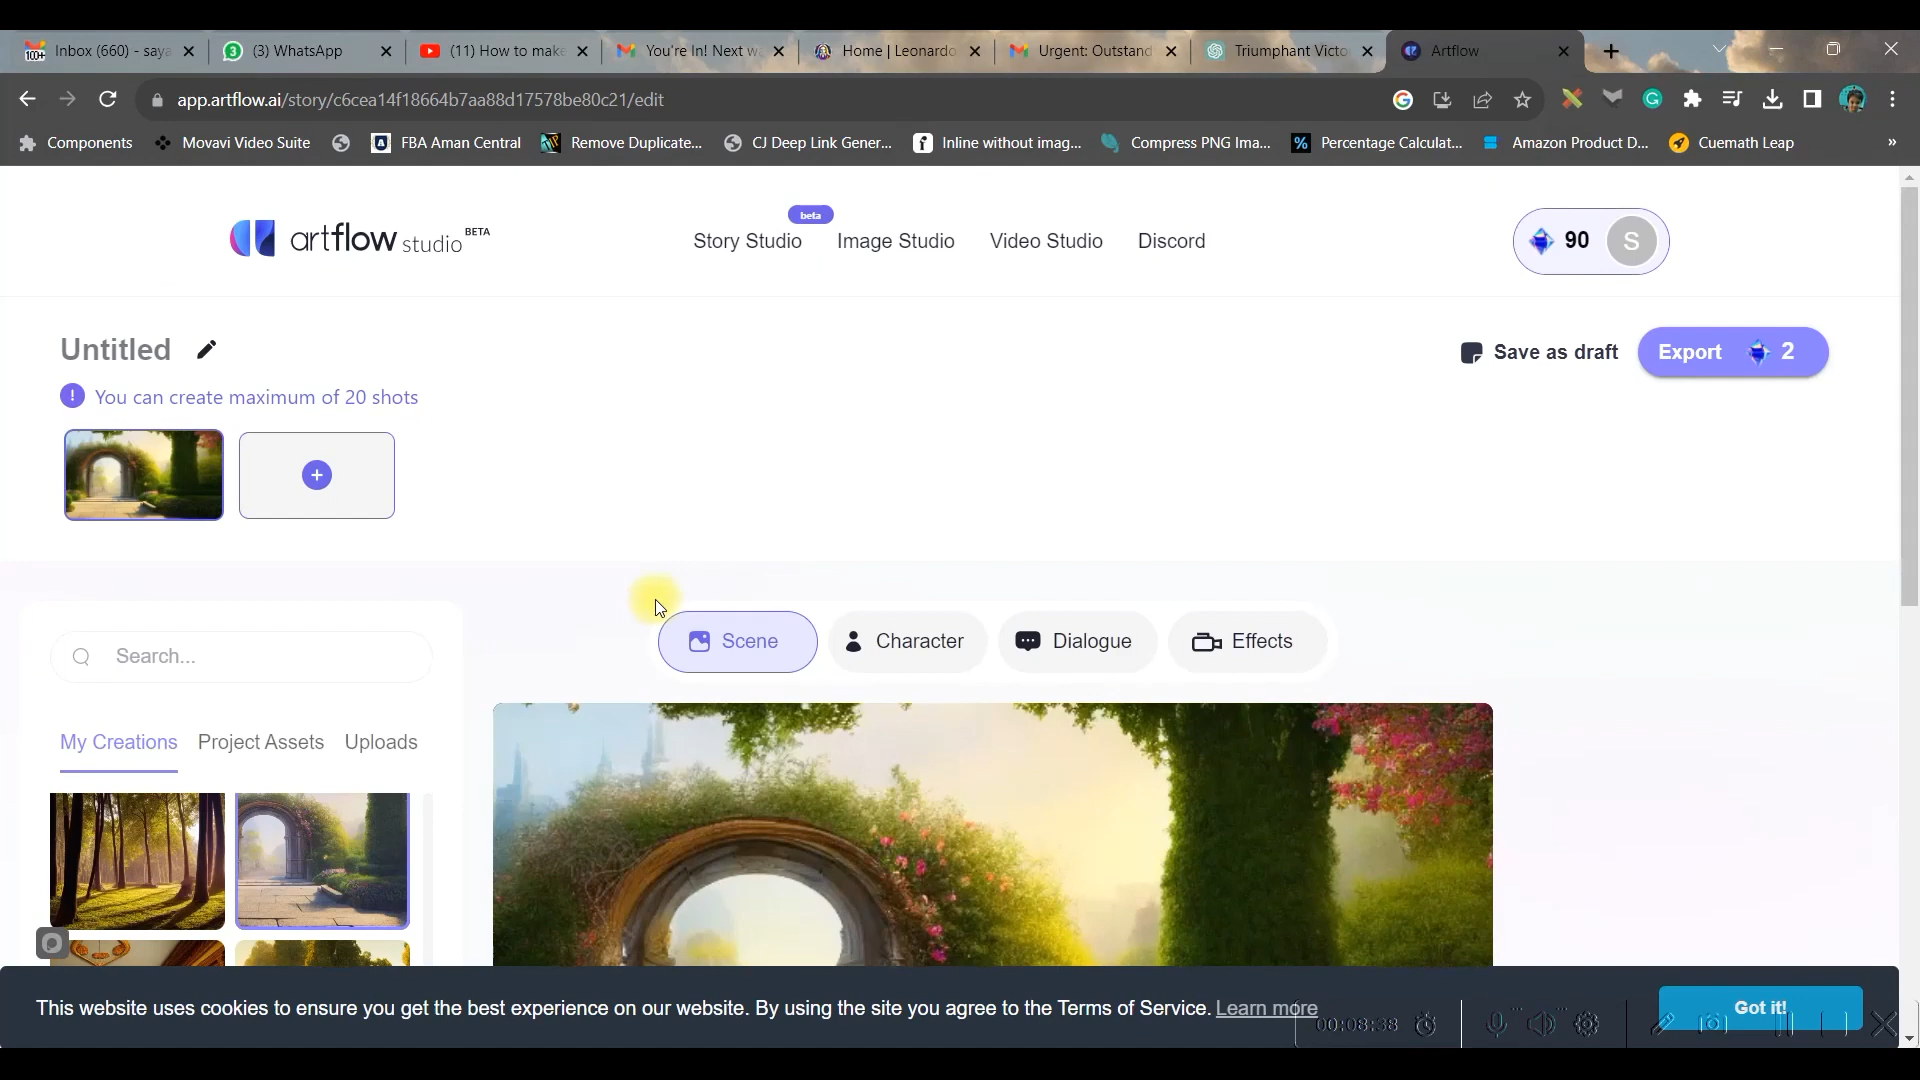 Inbox (660) - saya
(3) WhatsApp
(11) How to make
You're In! Next w
Home | Leonardo
Urgent: Outstand
Triumphant Victo
Artflow
app.artflow.ai/story/c6cea14f18664b7aa88d17578be80c21/edit
Components
Movavi Video Suite
FBA Aman Central
Remove Duplicate...
CJ Deep Link Gener...
Inline without imag...
Compress PNG Ima...
Percentage Calculat...
Amazon Product D...
Cuemath Leap
»
artflow studio BETA
Story Studio
beta
Image Studio
Video Studio
Discord
90
S
Untitled
Save as draft
Export 2
You can create maximum of 20 shots
Scene
Character
Dialogue
Effects
Search...
My Creations
Project Assets
Uploads
This website uses cookies to ensure you get the best experience on our website. By using the site you agree to the Terms of Service. Learn more
Got it!
00:08:38